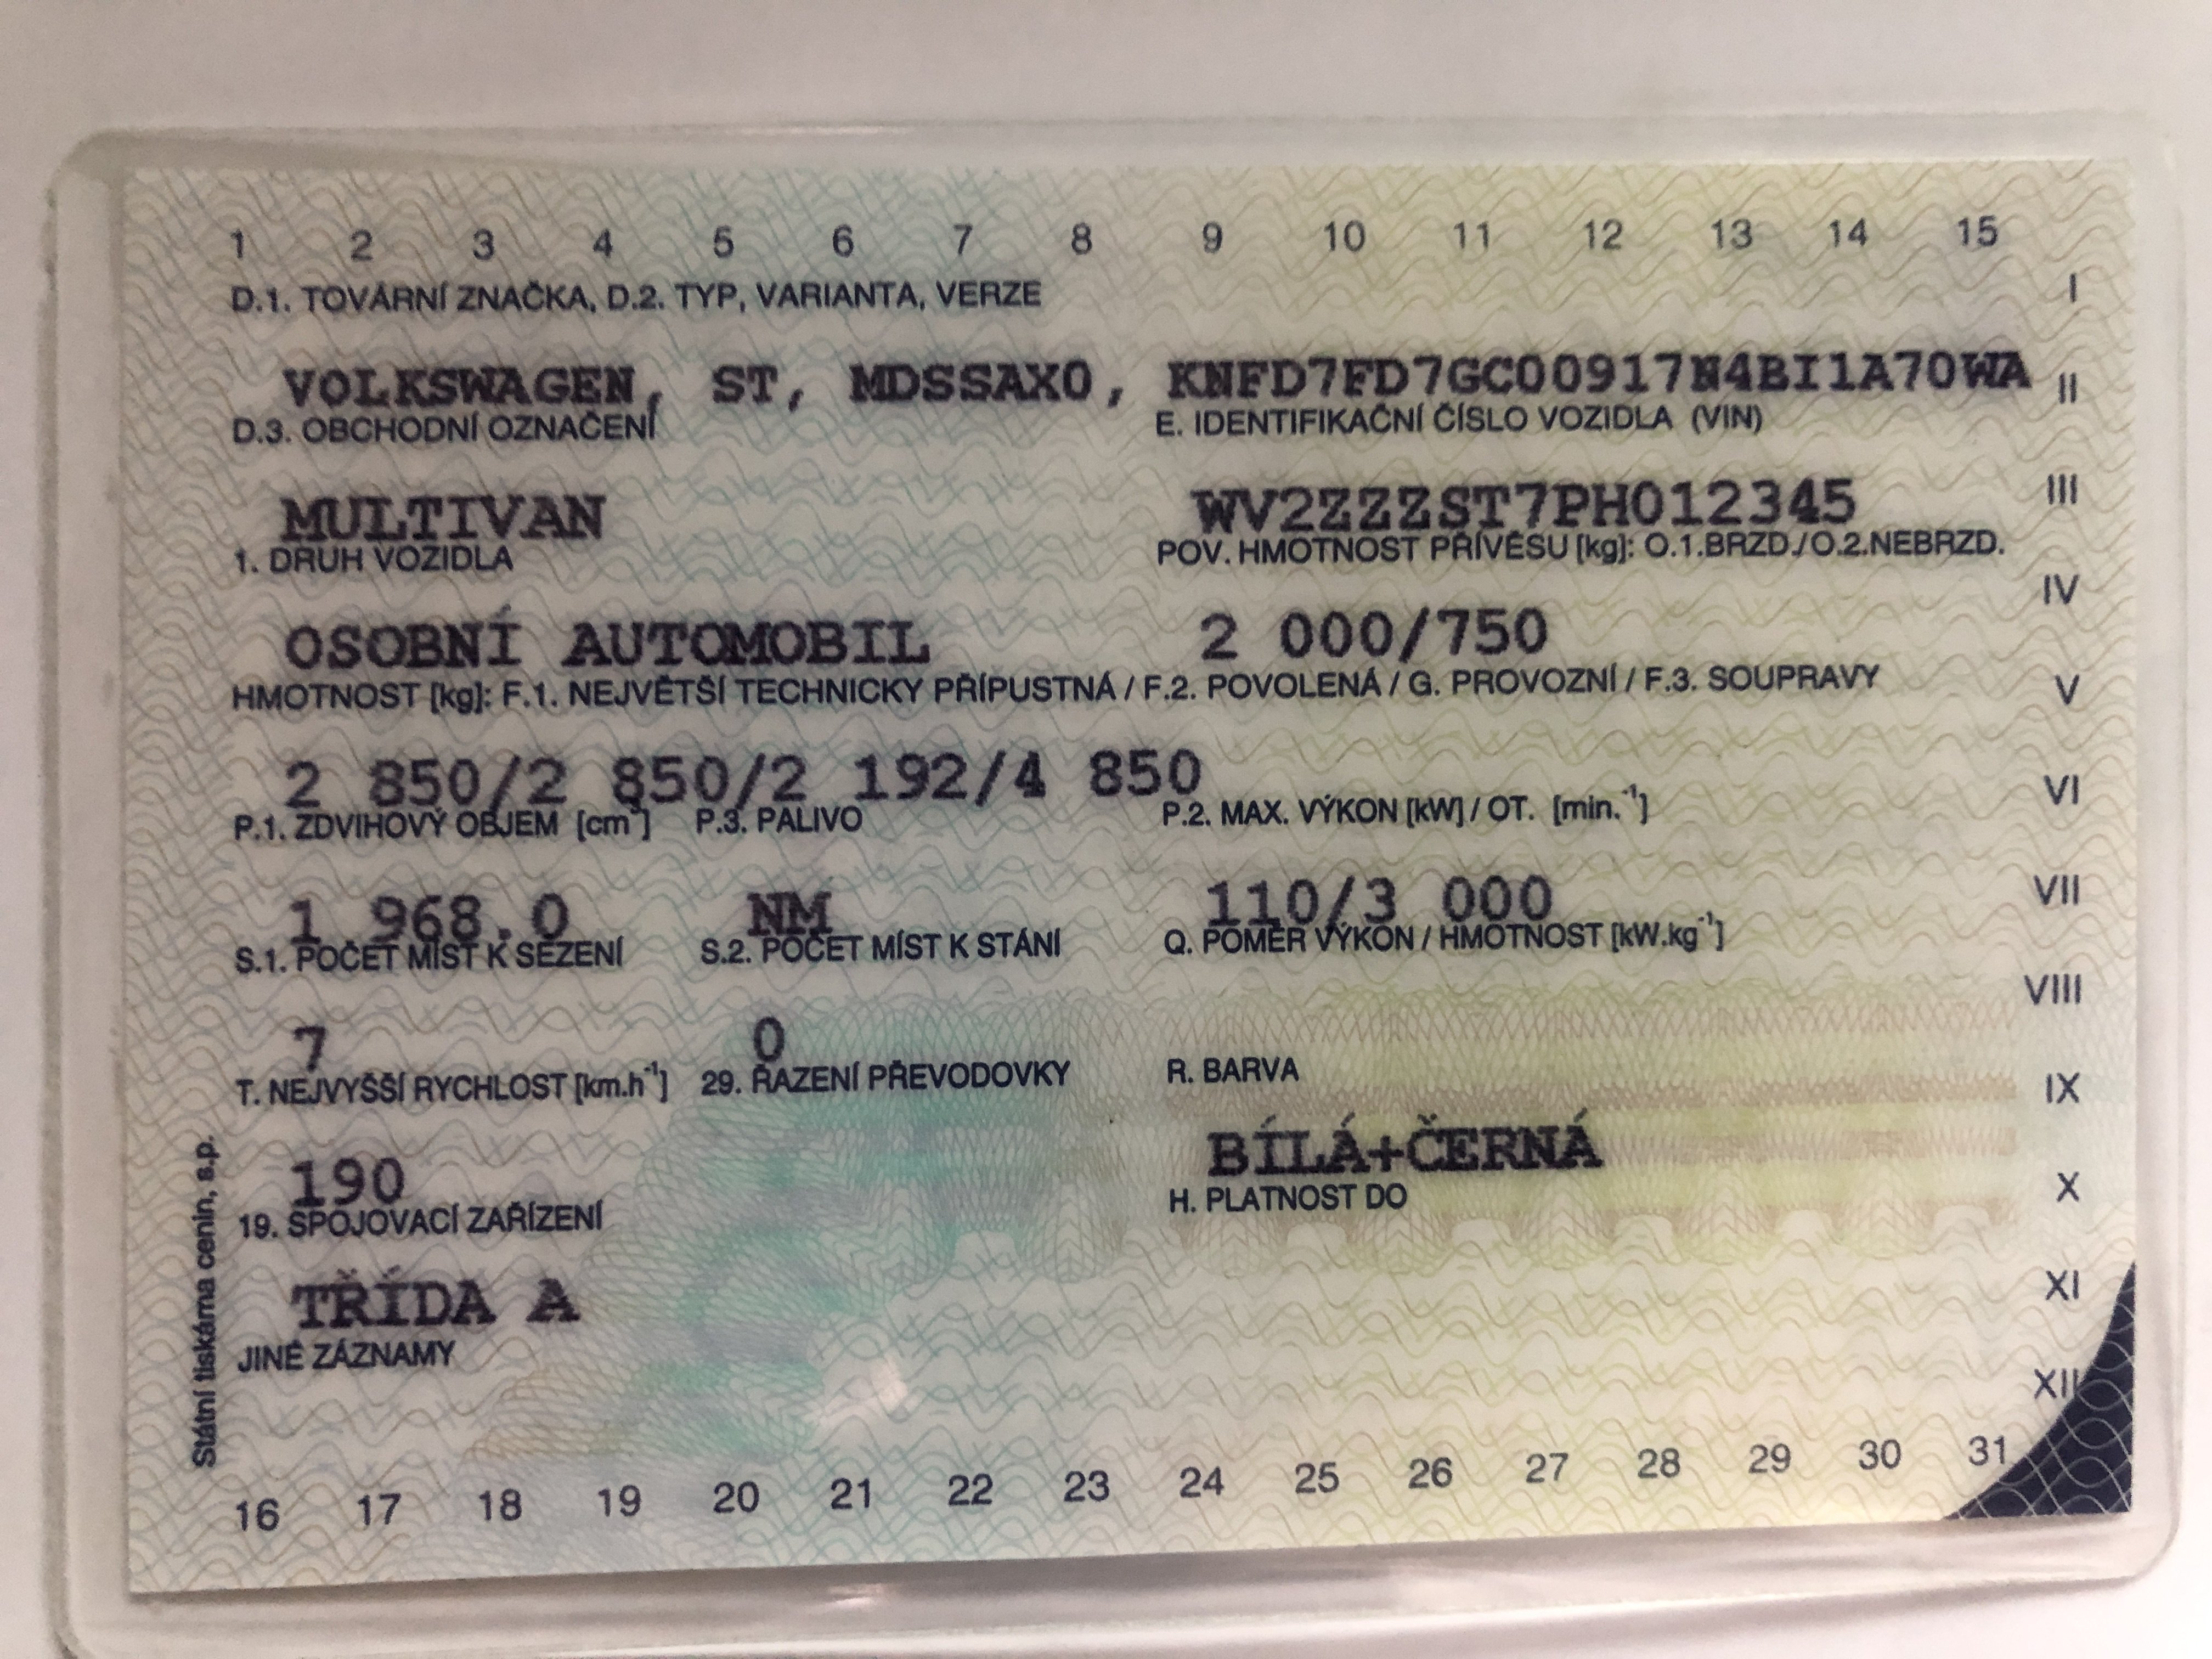 1 2 3 4 5 6 7 8 9 10 11 12 13 14 15
I
D.1. TOVÁRNÍ ZNAČKA, D.2. TYP, VARIANTA, VERZE
VOLKSWAGEN, ST, MDSSAX0, KNFD7FD7GC00917N4BI1A70WA
II
D.3. OBCHODNÍ OZNAČENÍ E. IDENTIFIKAČNÍ ČÍSLO VOZIDLA (VIN)
MULTIVAN WV2ZZZST7PH012345
III
1. DRUH VOZIDLA POV. HMOTNOST PŘÍVĚSU [kg]: O.1.BRZD./O.2.NEBRZD.
IV
OSOBNÍ AUTOMOBIL 2 000/750
HMOTNOST [kg]: F.1. NEJVĚTŠÍ TECHNICKY PŘÍPUSTNÁ / F.2. POVOLENÁ / G. PROVOZNÍ / F.3. SOUPRAVY
V
2 850/2 850/2 192/4 850
VI
P.1. ZDVIHOVÝ OBJEM [cm³] P.3. PALIVO P.2. MAX. VÝKON [kW] / OT. [min.⁻¹]
1 968.0 NM 110/3 000
VII
S.1. POČET MÍST K SEZENÍ S.2. POČET MÍST K STÁNÍ Q. POMĚR VÝKON / HMOTNOST [kW.kg⁻¹]
VIII
7 0
T. NEJVYŠŠÍ RYCHLOST [km.h⁻¹] 29. ŘAZENÍ PŘEVODOVKY R. BARVA
IX
190 BÍLÁ+ČERNÁ
X
19. SPOJOVACÍ ZAŘÍZENÍ H. PLATNOST DO
TŘÍDA A
XI
JINÉ ZÁZNAMY
XII
Státní tiskárna cenin, s.p.
16 17 18 19 20 21 22 23 24 25 26 27 28 29 30 31